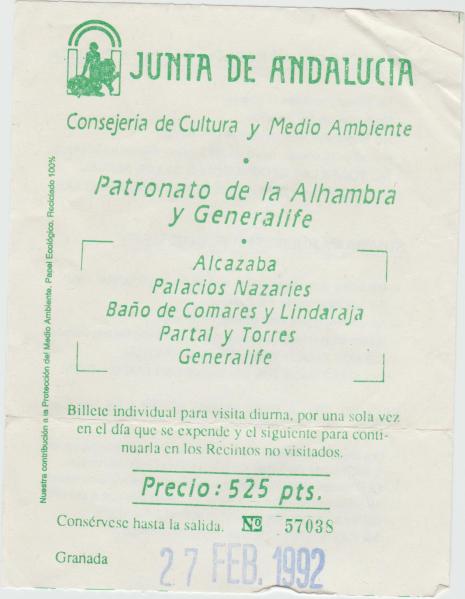 JUNTA DE ANDALUCIA
Consejeria de Cultura y Medio Ambiente
Patronato de la Alhambra
y Generalife
Alcazaba
Palacios Nazaries
Baño de Comares y Lindaraja
Partal y Torres
Generalife
Billete individual para visita diurna, por una sola vez
en el día que se expende y el siguiente para conti-
nuarla en los Recintos no visitados.
Precio: 525 pts.
Consérvese hasta la salida. Nº 57038
Granada
27 FEB. 1992
Nuestra contribución a la Protección del Medio Ambiente. Papel Ecológico. Reciclado 100%